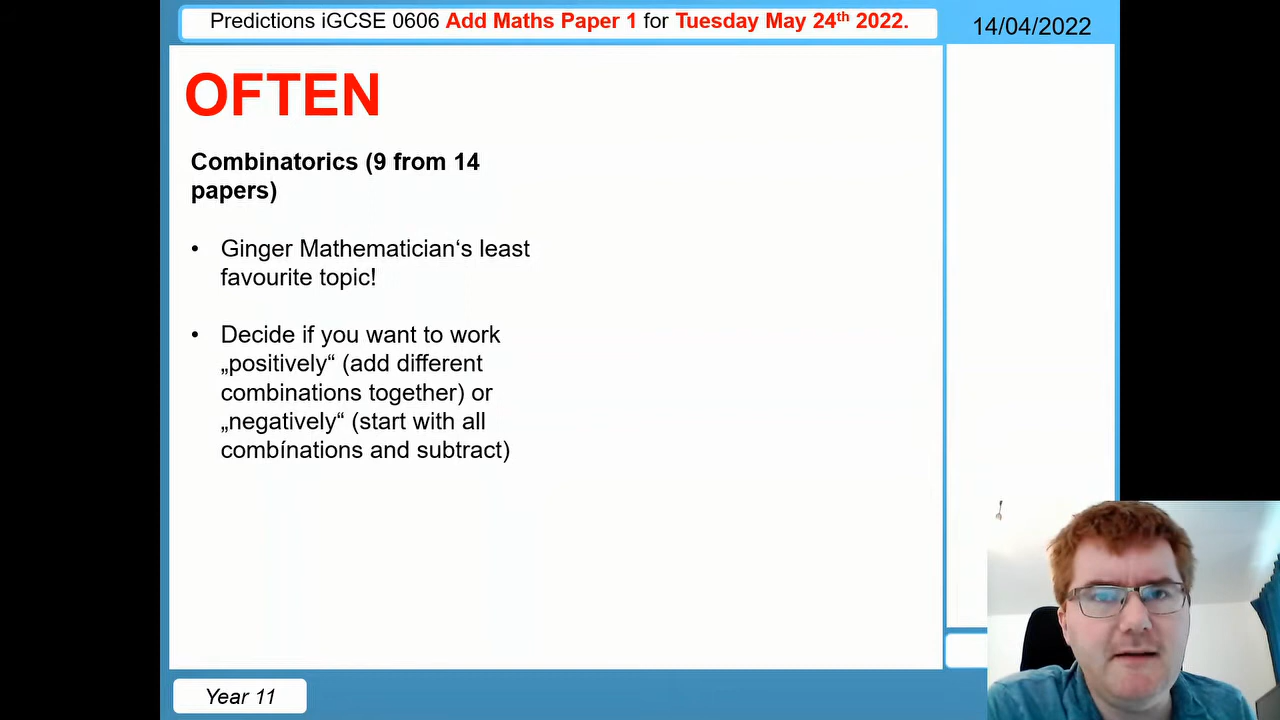 Predictions iGCSE 0606 Add Maths Paper 1 for Tuesday May 24th 2022.
14/04/2022
OFTEN
Combinatorics (9 from 14
papers)
• Ginger Mathematician‘s least
favourite topic!
• Decide if you want to work
„positively“ (add different
combinations together) or
„negatively“ (start with all
combínations and subtract)
Year 11